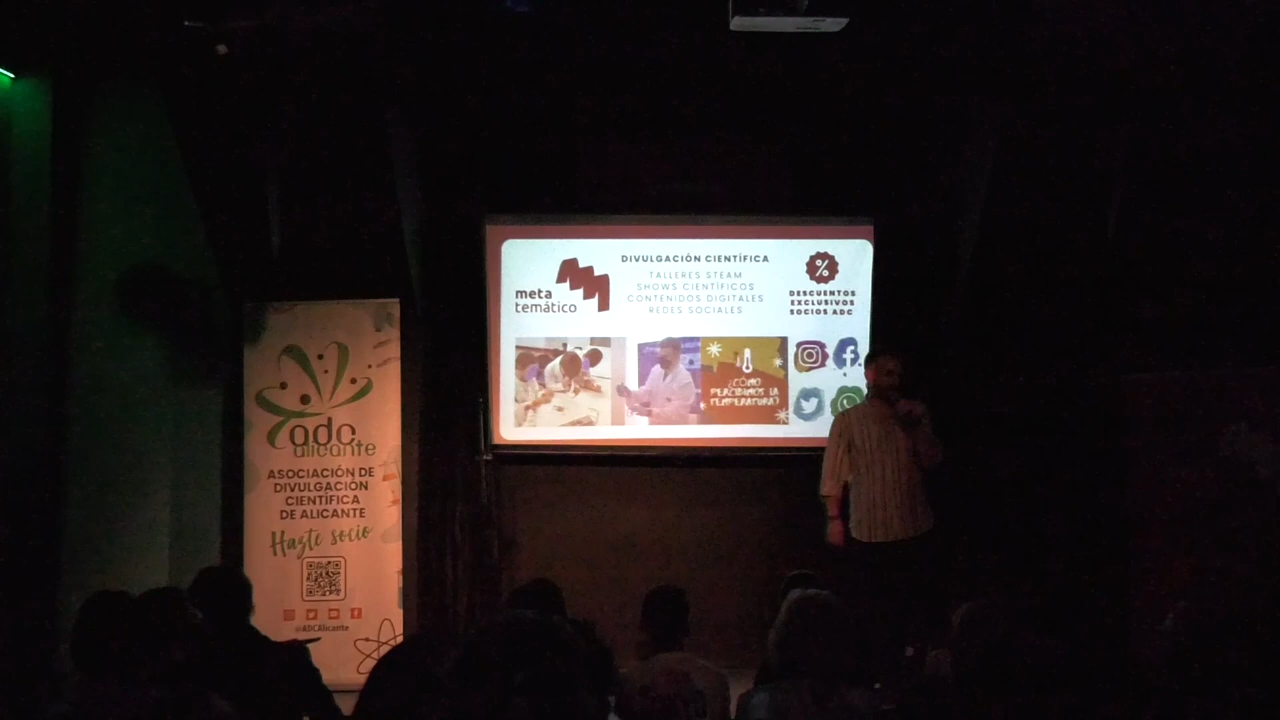 DIVULGACIÓN CIENTÍFICA
TALLERES STEAM
SHOWS CIENTÍFICOS
CONTENIDOS DIGITALES
REDES SOCIALES
meta
temático
%
DESCUENTOS
EXCLUSIVOS
SOCIOS ADC
¿CÓMO
PERCIBIMOS LA
TEMPERATURA?
adc
alicante
ASOCIACIÓN DE
DIVULGACIÓN
CIENTÍFICA
DE ALICANTE
Hazte socio
@ADCAlicante